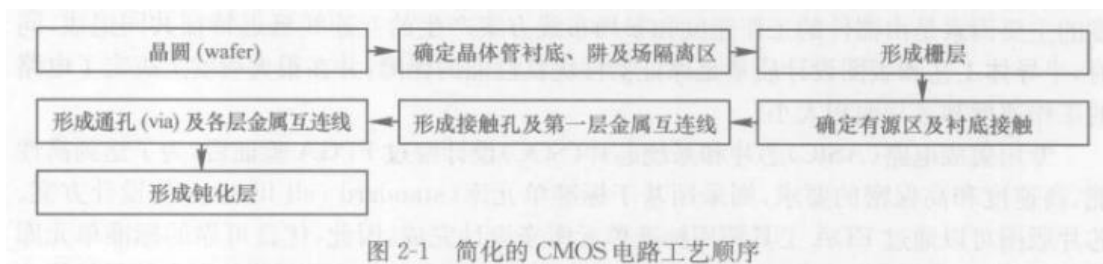 晶圆 (wafer)
确定晶体管衬底、阱及场隔离区
形成栅层
确定有源区及衬底接触
形成接触孔及第一层金属互连线
形成通孔 (via) 及各层金属互连线
形成钝化层
图 2-1 简化的 CMOS 电路工艺顺序